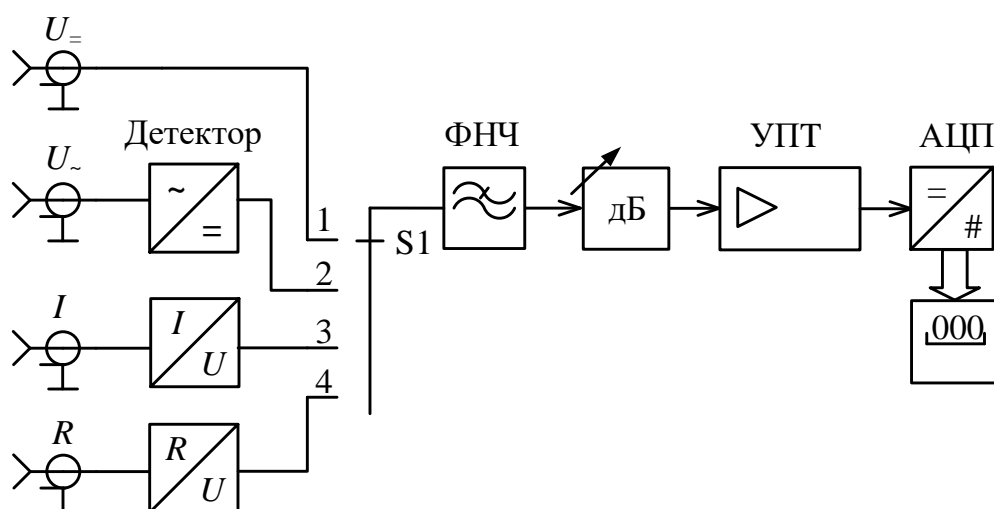 U=
U~
Детектор
~
=
I
I
U
R
R
U
1
2
3
4
S1
ФНЧ
дБ
УПТ
АЦП
=
#
000